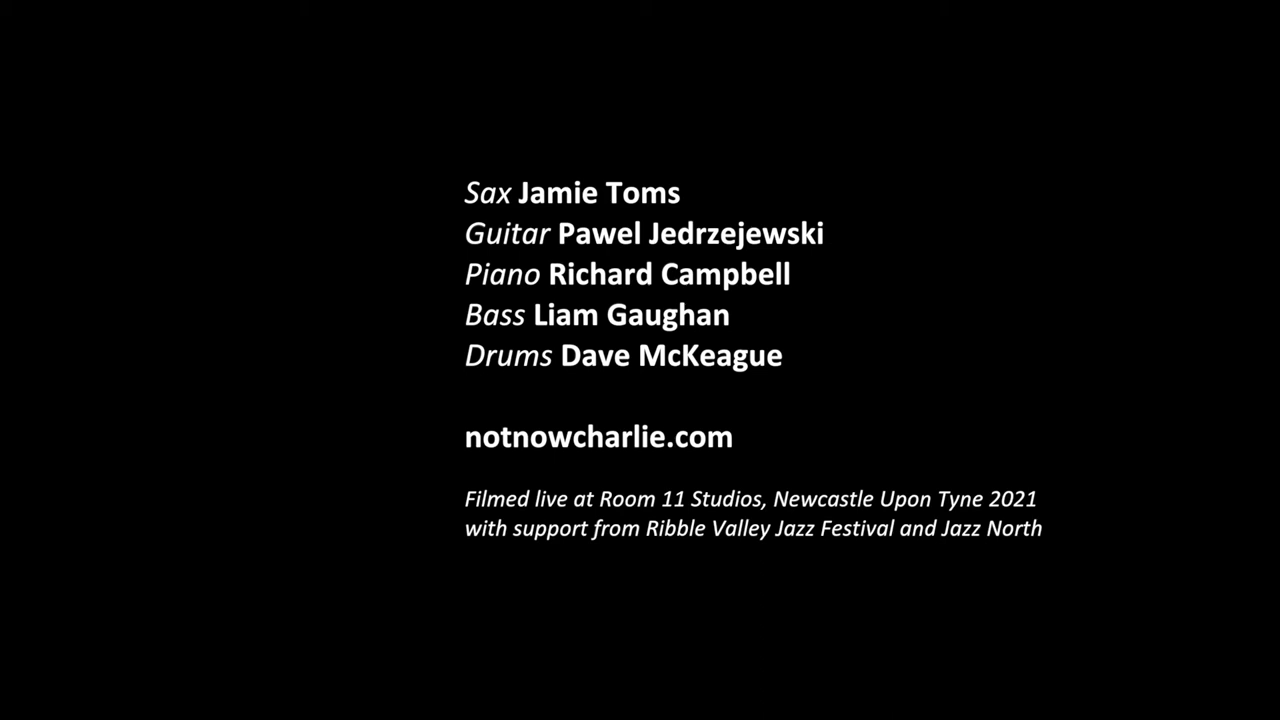 Sax Jamie Toms
Guitar Pawel Jedrzejewski
Piano Richard Campbell
Bass Liam Gaughan
Drums Dave McKeague
notnowcharlie.com
Filmed live at Room 11 Studios, Newcastle Upon Tyne 2021
with support from Ribble Valley Jazz Festival and Jazz North